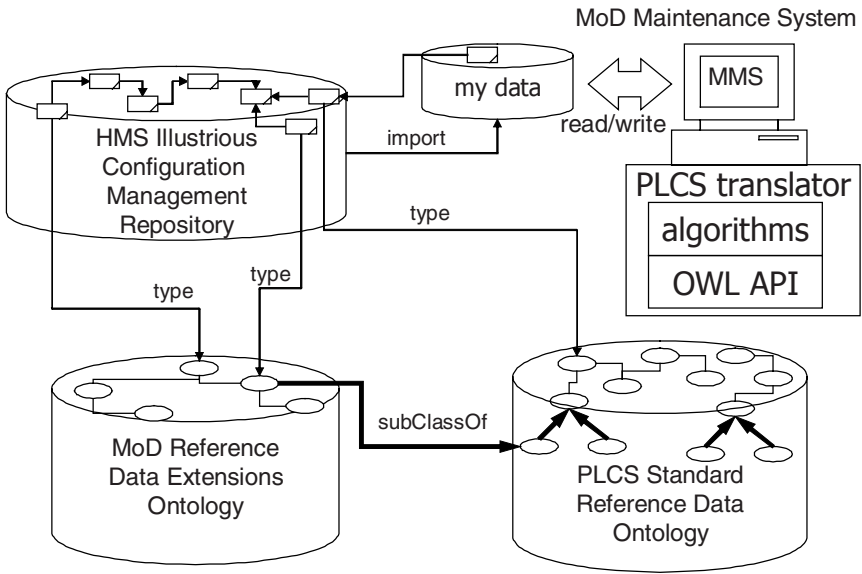 MoD Maintenance System
my data
MMS
HMS Illustrious
Configuration
Management
Repository
import
read/write
PLCS translator
algorithms
OWL API
type
type
type
subClassOf
MoD Reference
Data Extensions
Ontology
PLCS Standard
Reference Data
Ontology